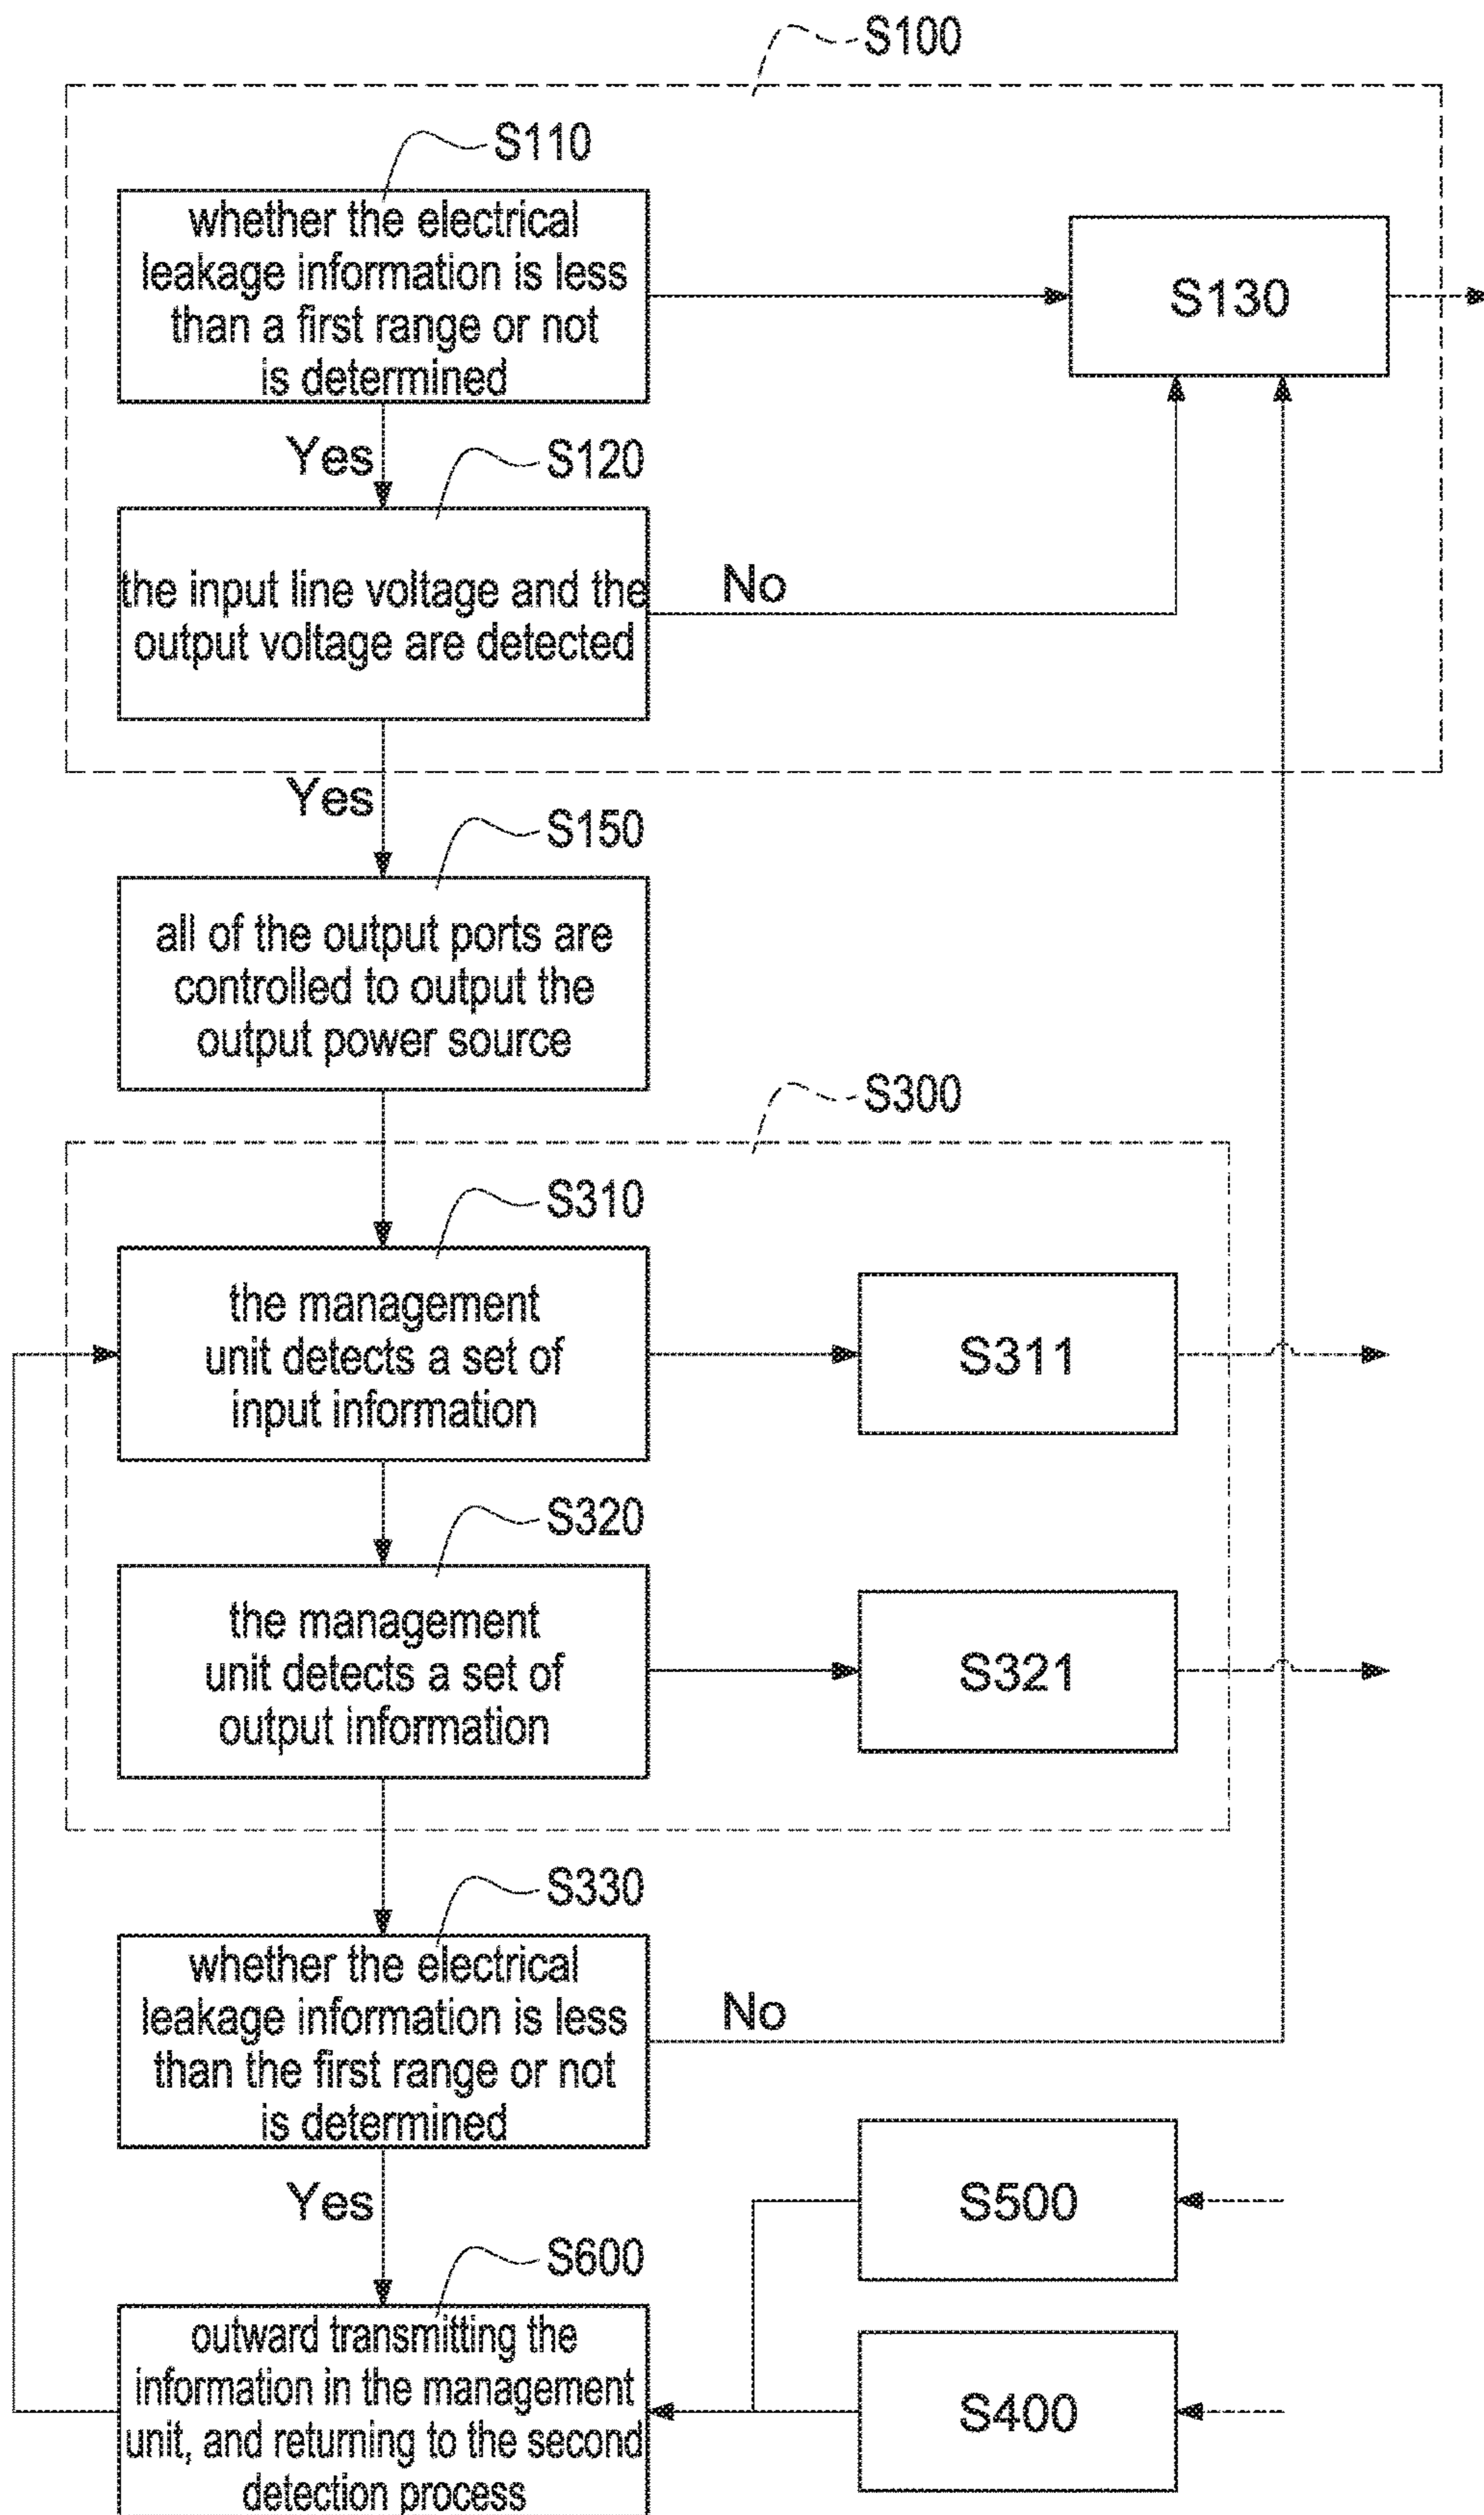 S100
S110
whether the electrical
leakage information is less
than a first range or not
is determined
S130
Yes
S120
the input line voltage and the
output voltage are detected
No
Yes
S150
all of the output ports are
controlled to output the
output power source
S300
S310
the management
unit detects a set of
input information
S311
S320
the management
unit detects a set of
output information
S321
S330
whether the electrical
leakage information is less
than the first range or not
is determined
No
Yes
S500
S600
outward transmitting the
information in the management
unit, and returning to the second
detection process
S400